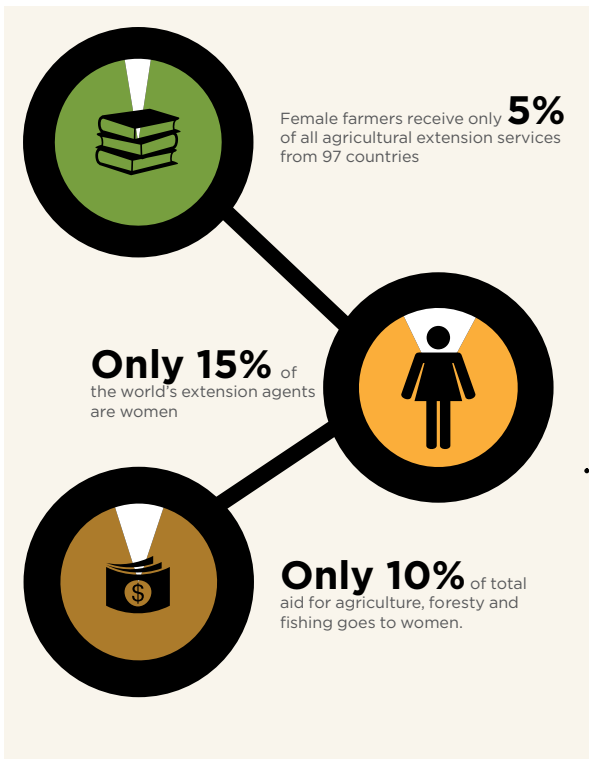 Female farmers receive only 5%
of all agricultural extension services
from 97 countries
Only 15% of
the world's extension agents
are women
$
Only 10% of total
aid for agriculture, foresty and
fishing goes to women.